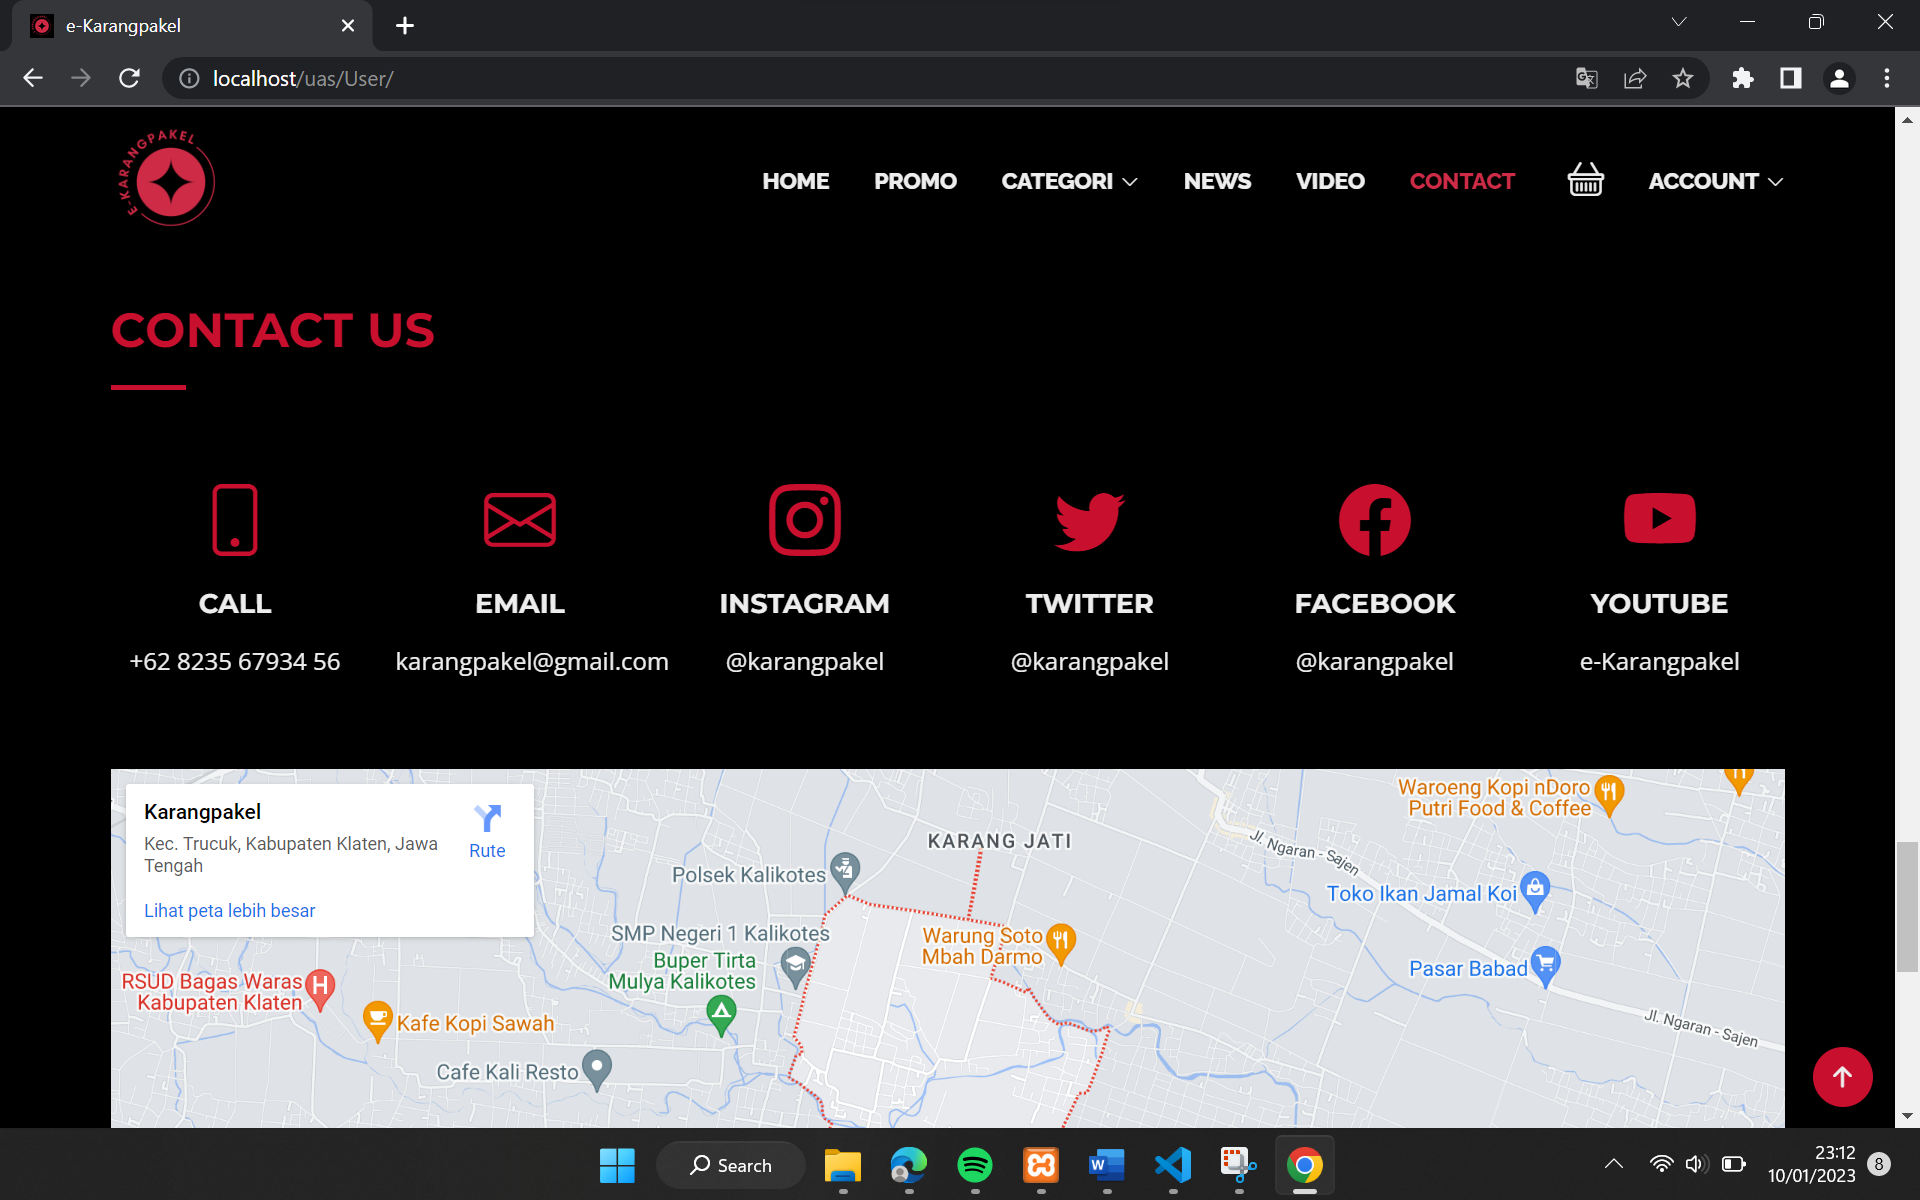 e-Karangpakel
localhost/uas/User/
E-KARANGPAKEL
HOME PROMO CATEGORI NEWS VIDEO CONTACT ACCOUNT
CONTACT US
CALL
+62 8235 67934 56
EMAIL
karangpakel@gmail.com
INSTAGRAM
@karangpakel
TWITTER
@karangpakel
FACEBOOK
@karangpakel
YOUTUBE
e-Karangpakel
Karangpakel
Kec. Trucuk, Kabupaten Klaten, Jawa
Tengah
Rute
Lihat peta lebih besar
Waroeng Kopi nDoro
Putri Food & Coffee
KARANG JATI
Jl. Ngaran - Sajen
Polsek Kalikotes
Toko Ikan Jamal Koi
SMP Negeri 1 Kalikotes
Warung Soto
Mbah Darmo
Buper Tirta
Mulya Kalikotes
Pasar Babad
RSUD Bagas Waras
Kabupaten Klaten
Kafe Kopi Sawah
Jl. Ngaran - Sajen
Cafe Kali Resto
Search
23:12
10/01/2023
8